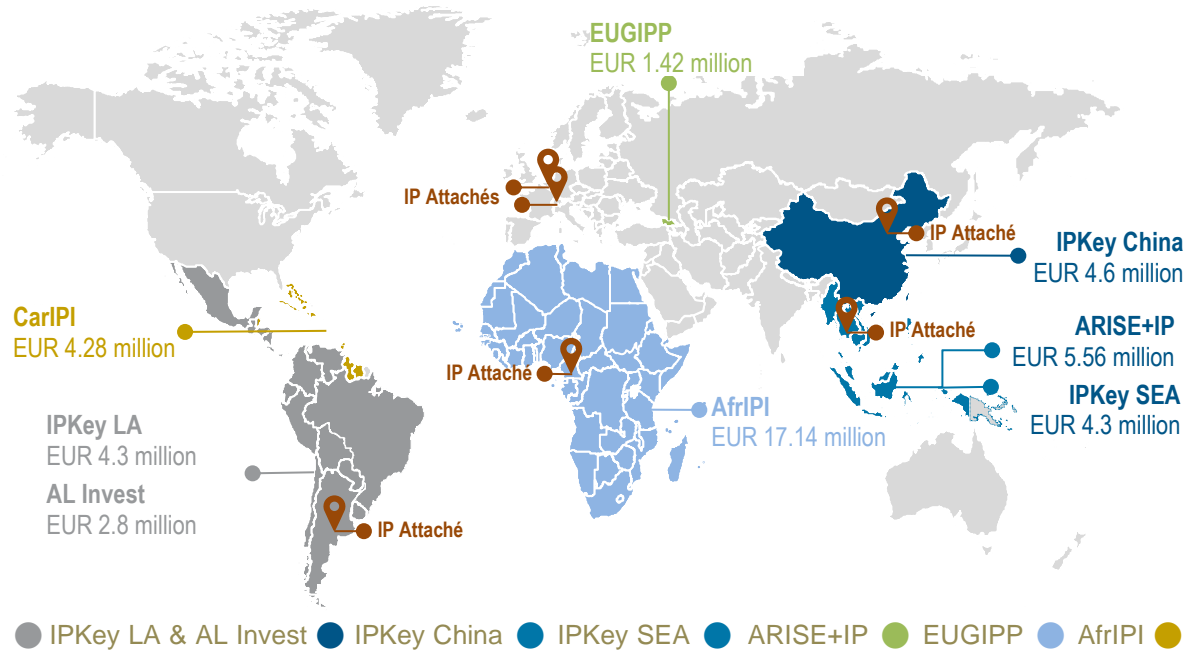 EUGIPP
EUR 1.42 million
IP Attachés
IP Attaché
IPKey China
EUR 4.6 million
CarIPI
EUR 4.28 million
IP Attaché
ARISE+IP
EUR 5.56 million
IP Attaché
IPKey SEA
EUR 4.3 million
AfrIPI
EUR 17.14 million
IPKey LA
EUR 4.3 million
AL Invest
EUR 2.8 million
IP Attaché
IPKey LA & AL Invest IPKey China IPKey SEA ARISE+IP EUGIPP AfrIPI